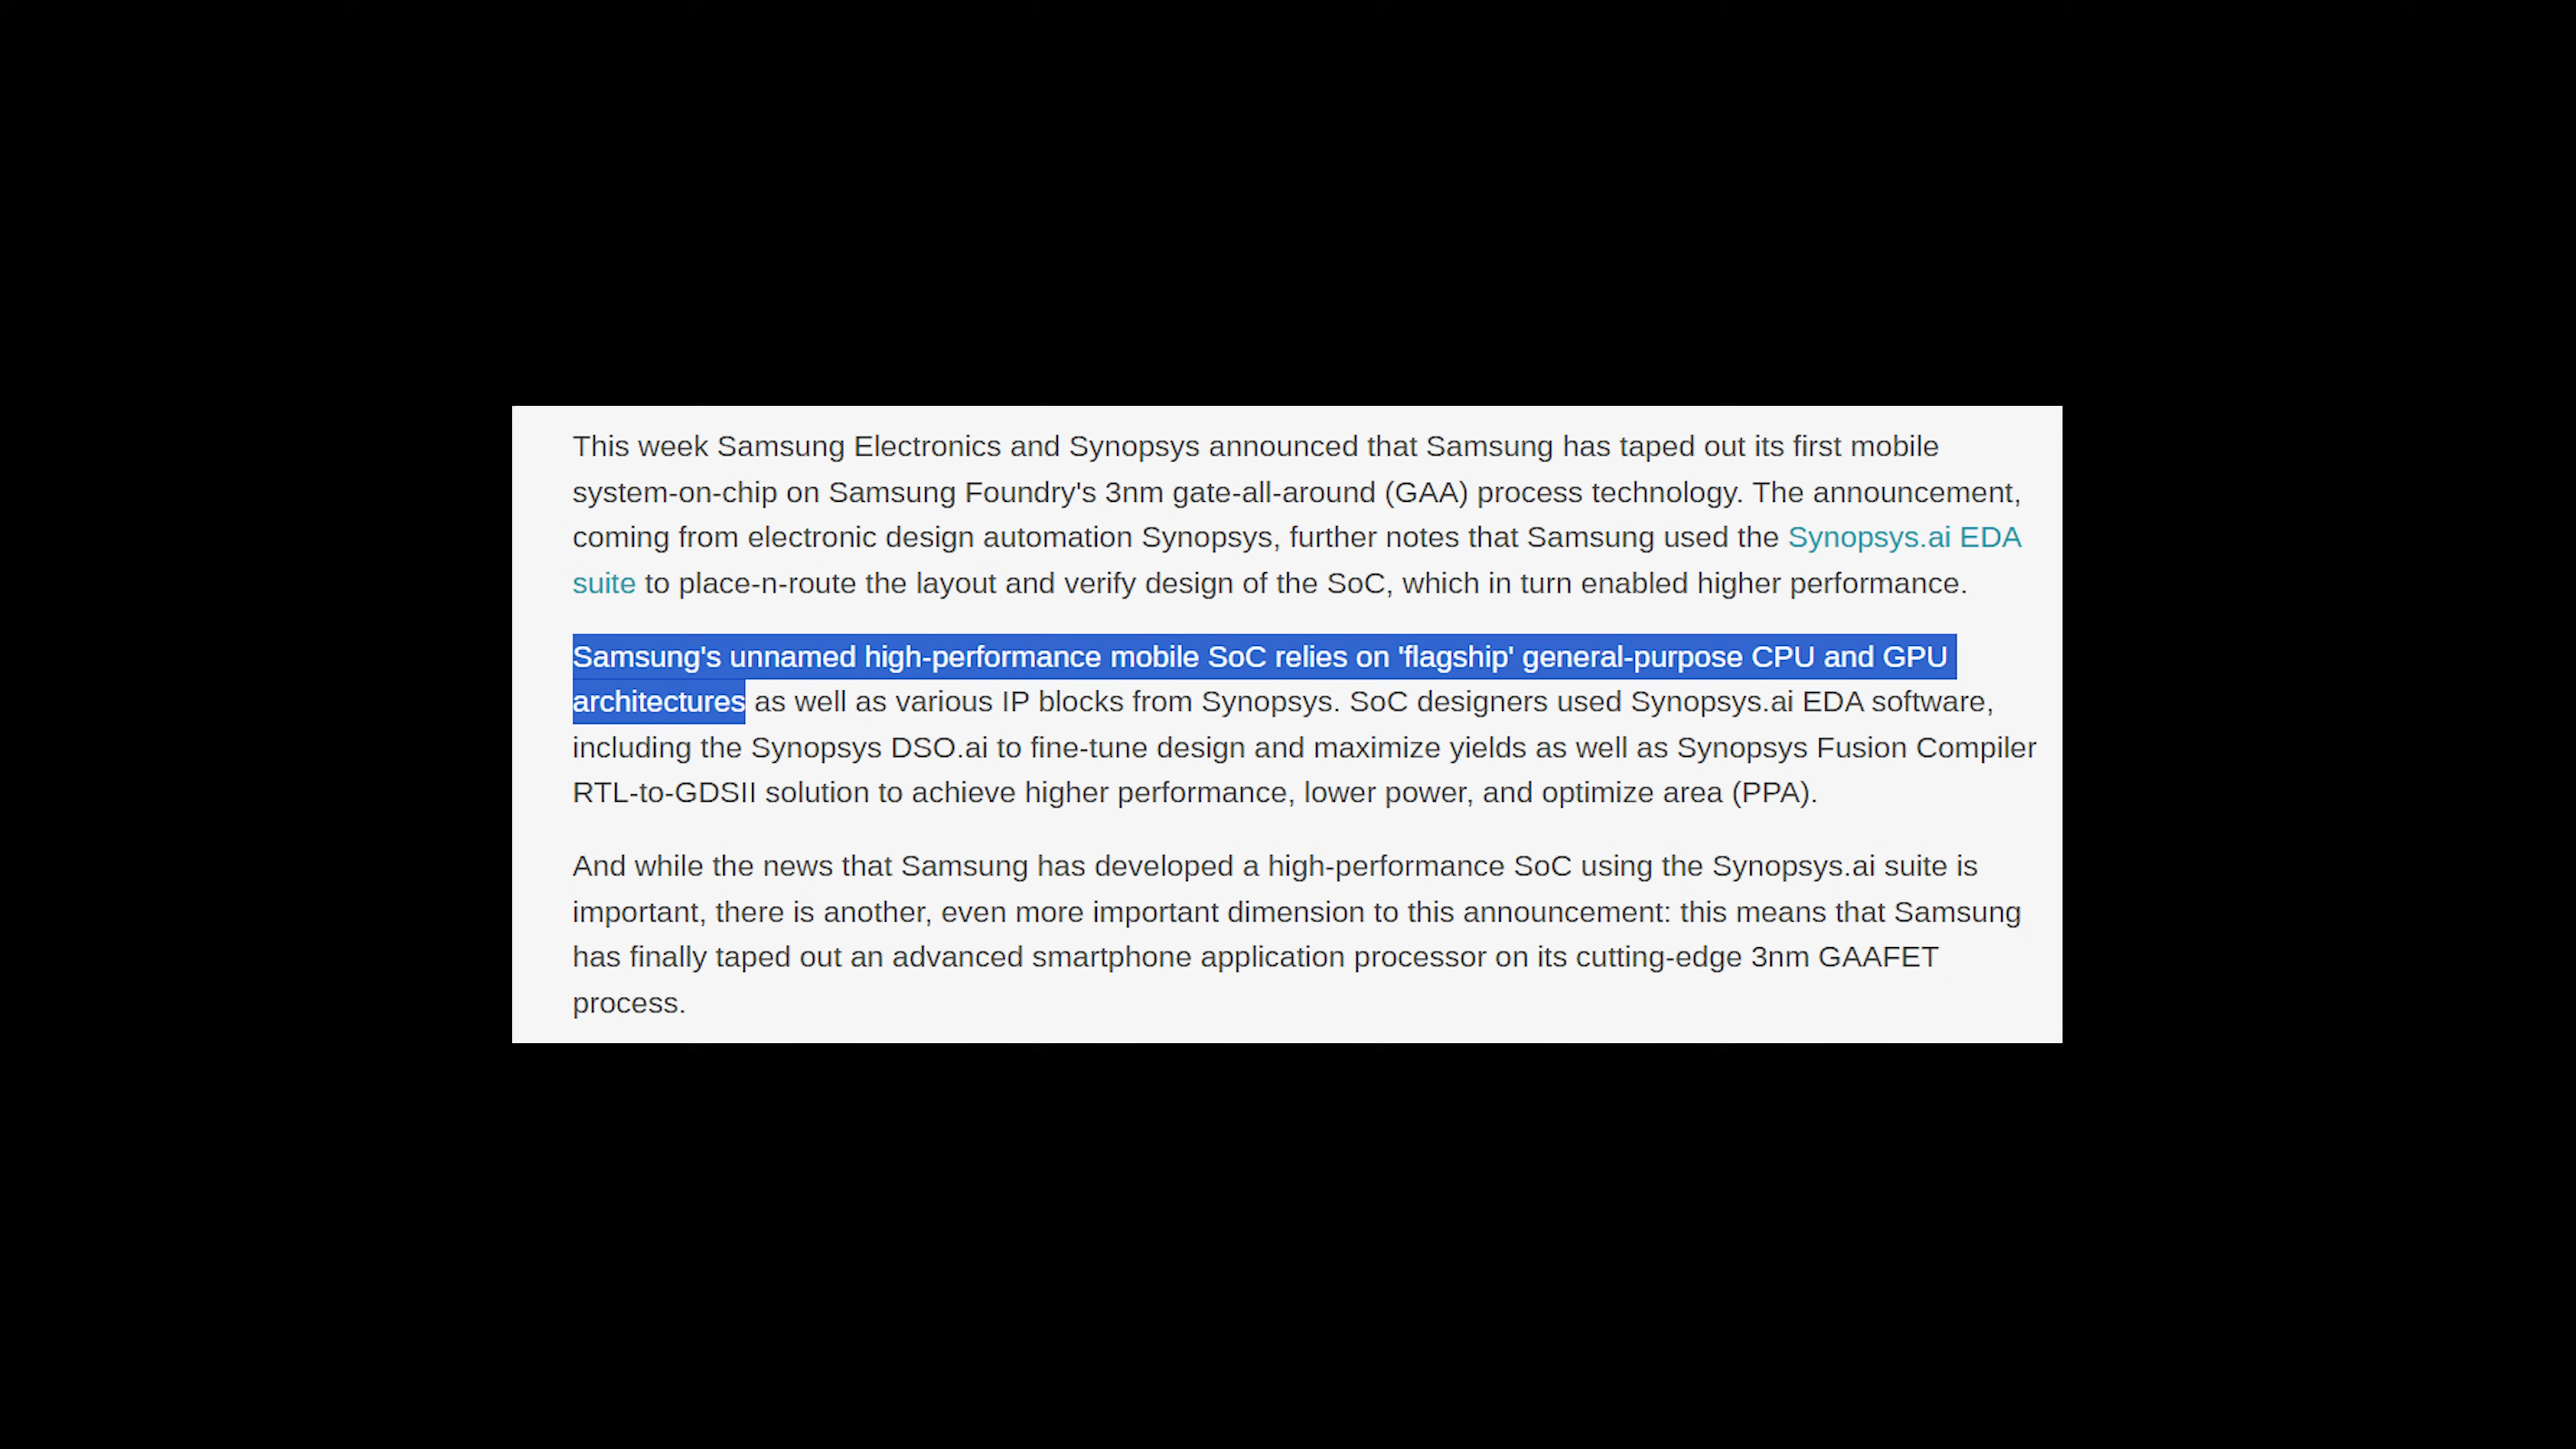 This week Samsung Electronics and Synopsys announced that Samsung has taped out its first mobile
system-on-chip on Samsung Foundry's 3nm gate-all-around (GAA) process technology. The announcement,
coming from electronic design automation Synopsys, further notes that Samsung used the Synopsys.ai EDA
suite to place-n-route the layout and verify design of the SoC, which in turn enabled higher performance.
Samsung's unnamed high-performance mobile SoC relies on 'flagship' general-purpose CPU and GPU
architectures as well as various IP blocks from Synopsys. SoC designers used Synopsys.ai EDA software,
including the Synopsys DSO.ai to fine-tune design and maximize yields as well as Synopsys Fusion Compiler
RTL-to-GDSII solution to achieve higher performance, lower power, and optimize area (PPA).
And while the news that Samsung has developed a high-performance SoC using the Synopsys.ai suite is
important, there is another, even more important dimension to this announcement: this means that Samsung
has finally taped out an advanced smartphone application processor on its cutting-edge 3nm GAAFET
process.